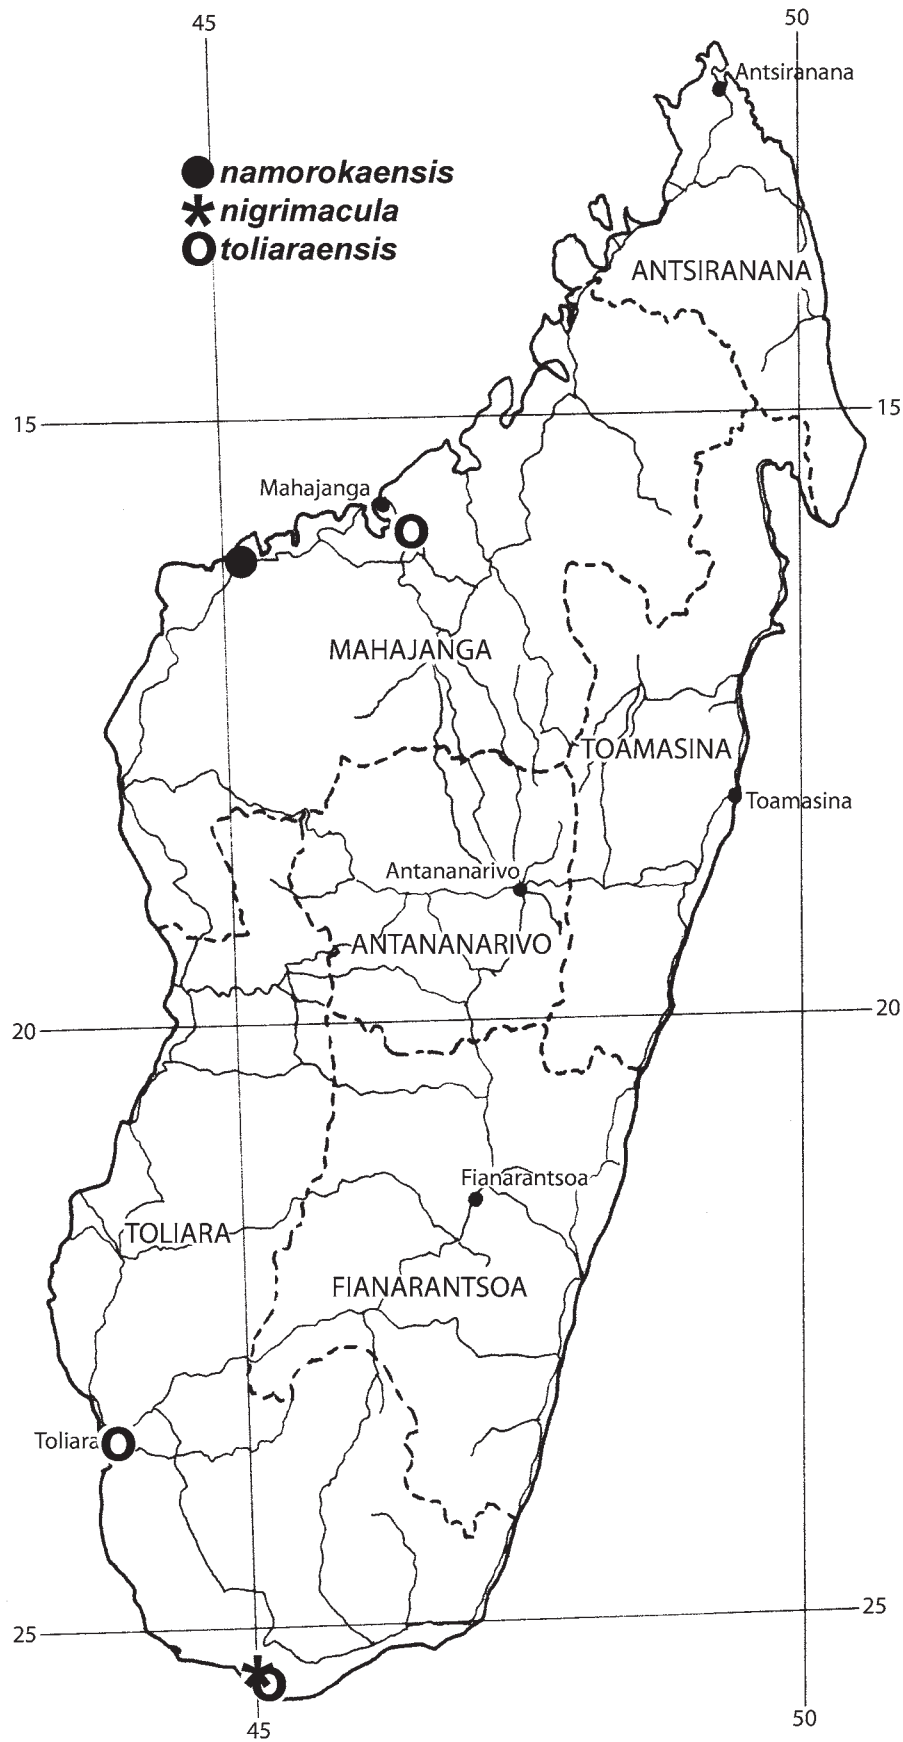 45
50
Antsiranana
namorokaensis
nigrimacula
toliaraensis
ANTSIRANANA
15
15
Mahajanga
MAHAJANGA
TOAMASINA
Toamasina
Antananarivo
ANTANANARIVO
20
20
Fianarantsoa
TOLIARA
FIANARANTSOA
Toliara
25
25
45
50